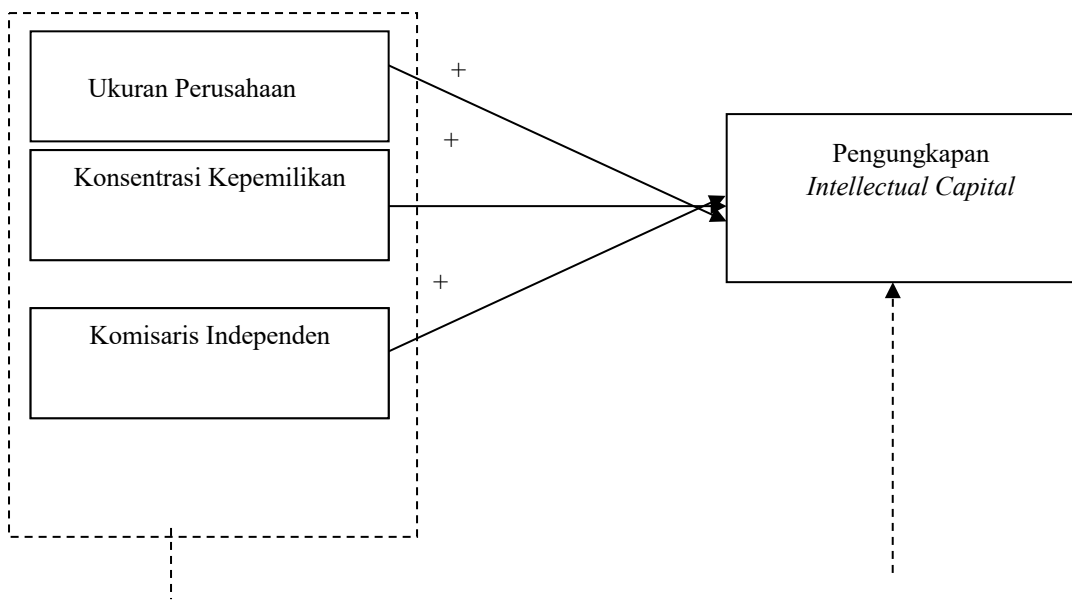 Ukuran Perusahaan
+
+
Konsentrasi Kepemilikan
+
Komisaris Independen
Pengungkapan
Intellectual Capital